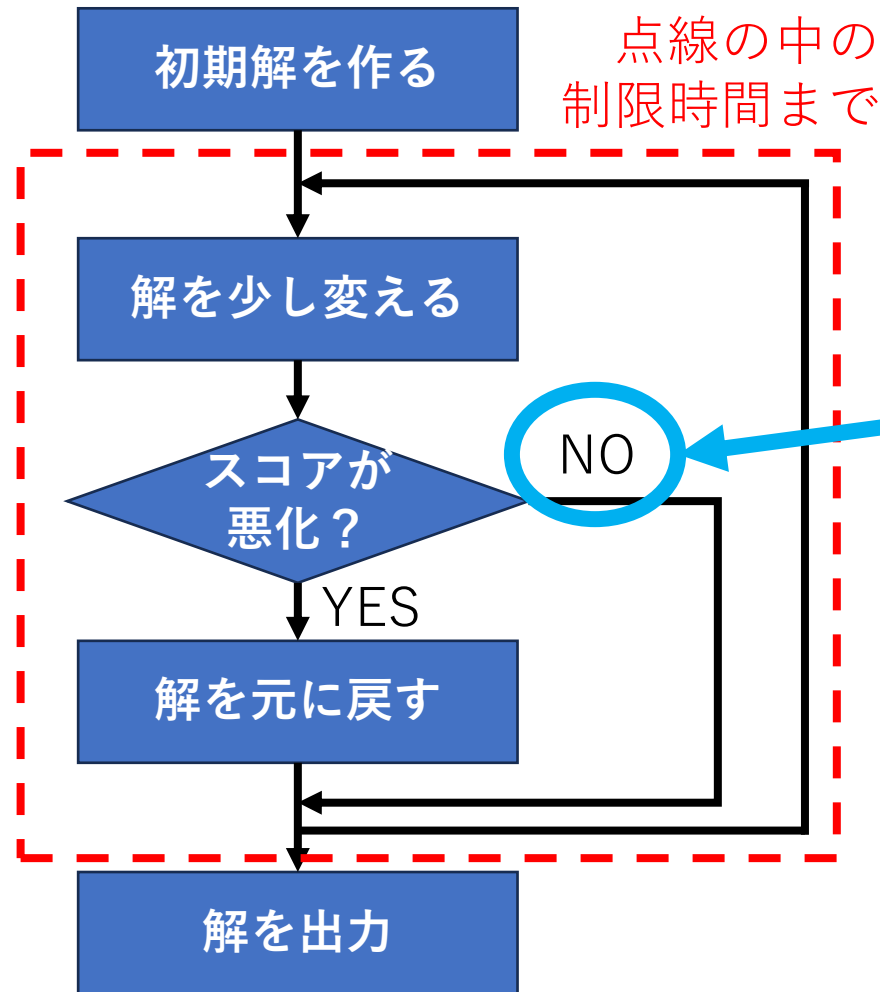 初期解を作る
点線の中の
制限時間まで
解を少し変える
スコアが
悪化？
NO
YES
解を元に戻す
解を出力